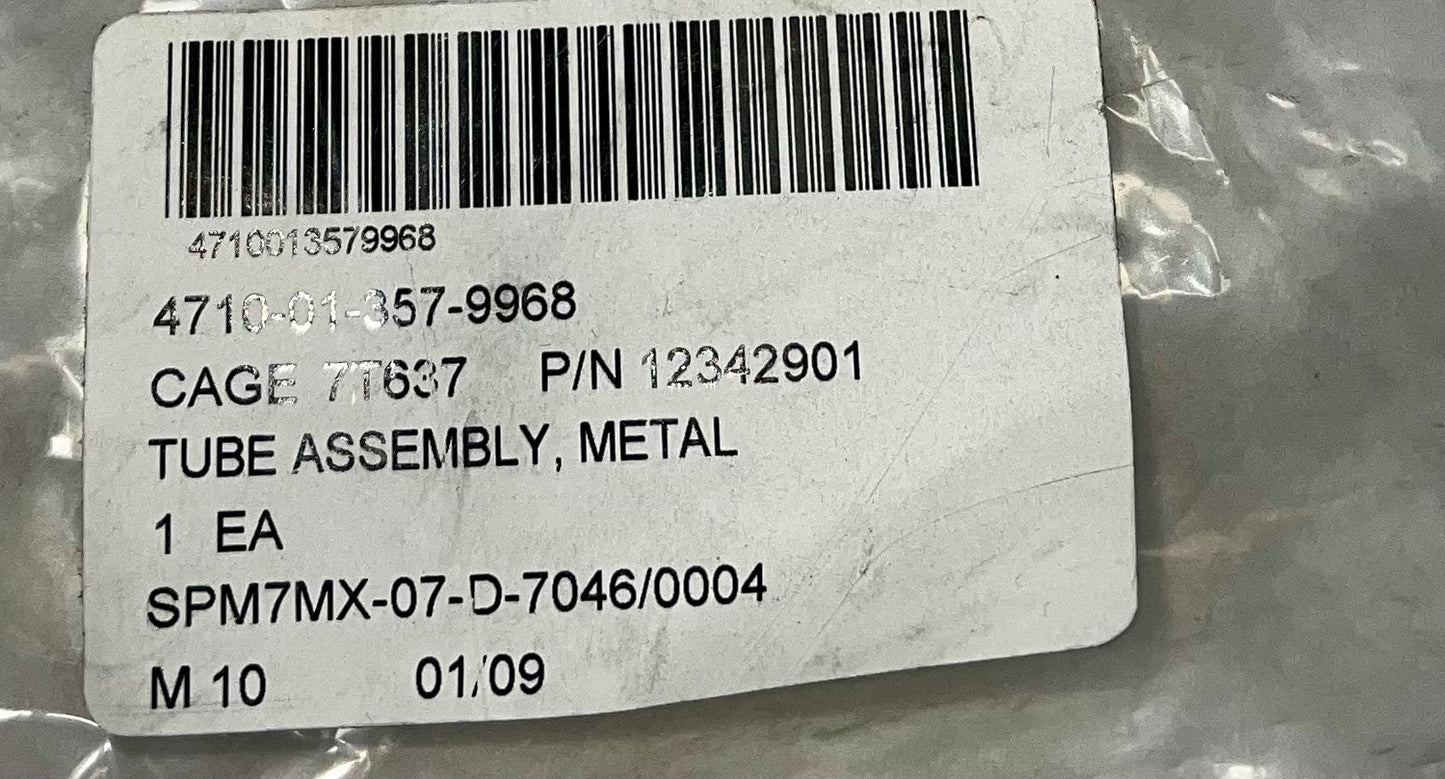 4710013579968
4710-01-357-9968
CAGE 7T637 P/N 12342901
TUBE ASSEMBLY, METAL
1 EA
SPM7MX-07-D-7046/0004
M 10 01/09